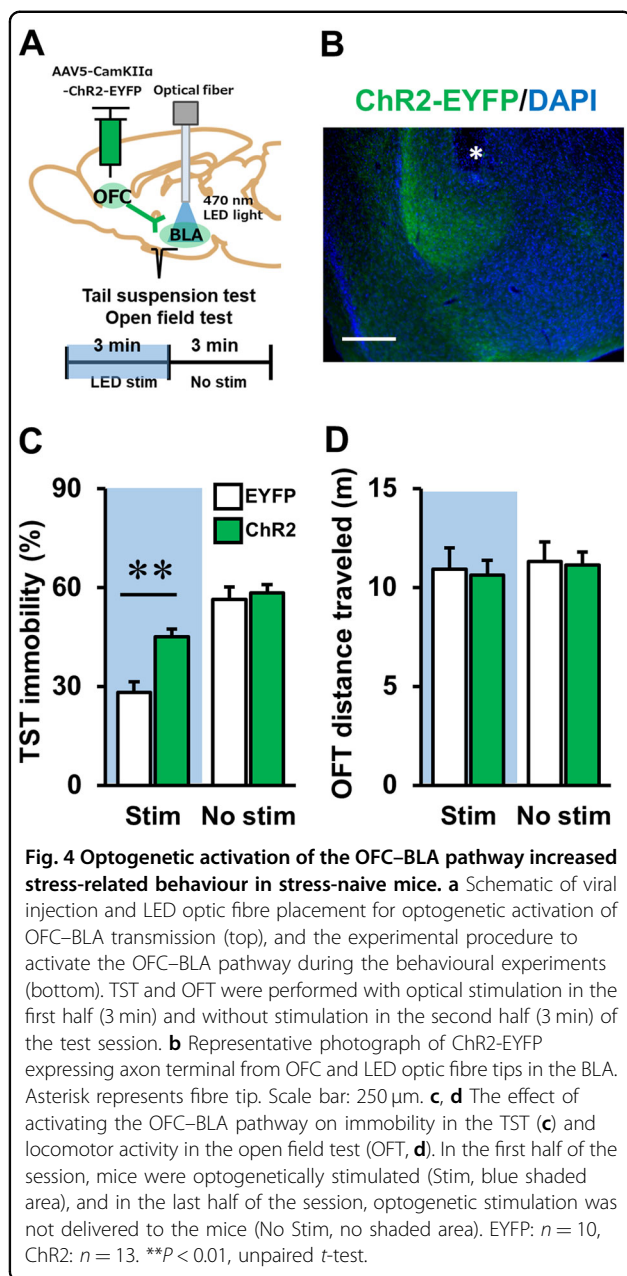 A
AAV5-CamKIIα
-ChR2-EYFP
Optical fiber
OFC
470 nm
LED light
BLA
Tail suspension test
Open field test
3 min
3 min
LED stim
No stim
B
ChR2-EYFP/DAPI
*
C
TST immobility (%)
90
60
30
0
**
EYFP
ChR2
Stim
No stim
D
OFT distance traveled (m)
15
10
5
0
Stim
No stim
Fig. 4 Optogenetic activation of the OFC–BLA pathway increased
stress-related behaviour in stress-naive mice. a Schematic of viral
injection and LED optic fibre placement for optogenetic activation of
OFC–BLA transmission (top), and the experimental procedure to
activate the OFC–BLA pathway during the behavioural experiments
(bottom). TST and OFT were performed with optical stimulation in the
first half (3 min) and without stimulation in the second half (3 min) of
the test session. b Representative photograph of ChR2-EYFP
expressing axon terminal from OFC and LED optic fibre tips in the BLA.
Asterisk represents fibre tip. Scale bar: 250 μm. c, d The effect of
activating the OFC–BLA pathway on immobility in the TST (c) and
locomotor activity in the open field test (OFT, d). In the first half of the
session, mice were optogenetically stimulated (Stim, blue shaded
area), and in the last half of the session, optogenetic stimulation was
not delivered to the mice (No Stim, no shaded area). EYFP: n = 10,
ChR2: n = 13. **P < 0.01, unpaired t-test.